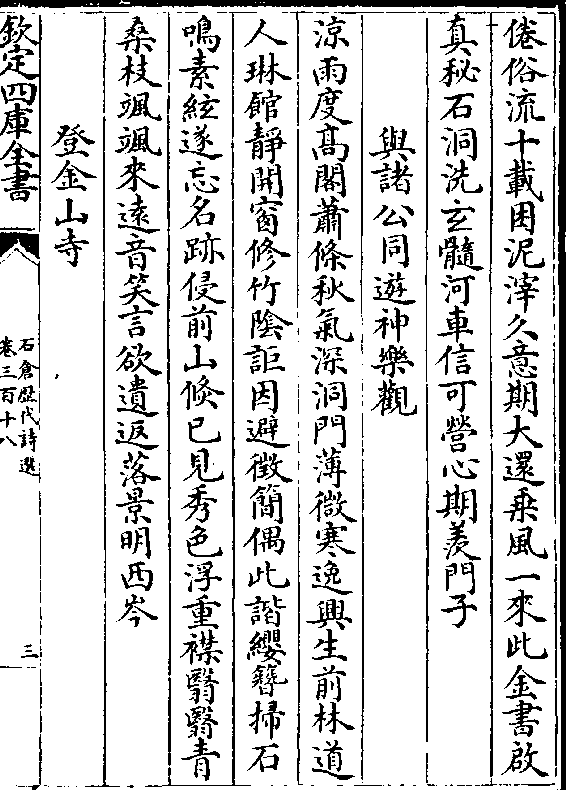 倦俗流十載困泥滓久意期大還乗風一來此金書啟
真秘石洞洗玄髓河車信可營心期羨門子
與諸公同遊神樂觀
涼雨度髙閣蕭條秋氣深洞門薄微寒逸興生前林道
人琳館靜開窗修竹陰詎因避徵簡偶此諧纓簪掃石
鳴素絃遂忘名跡侵前山倐已見秀色浮重襟翳翳青
桑枝颯颯來逺音笑言欲遺返落景明西岑
登金山寺
欽定四庫全書
石倉歴代詩選
卷三百十八
三